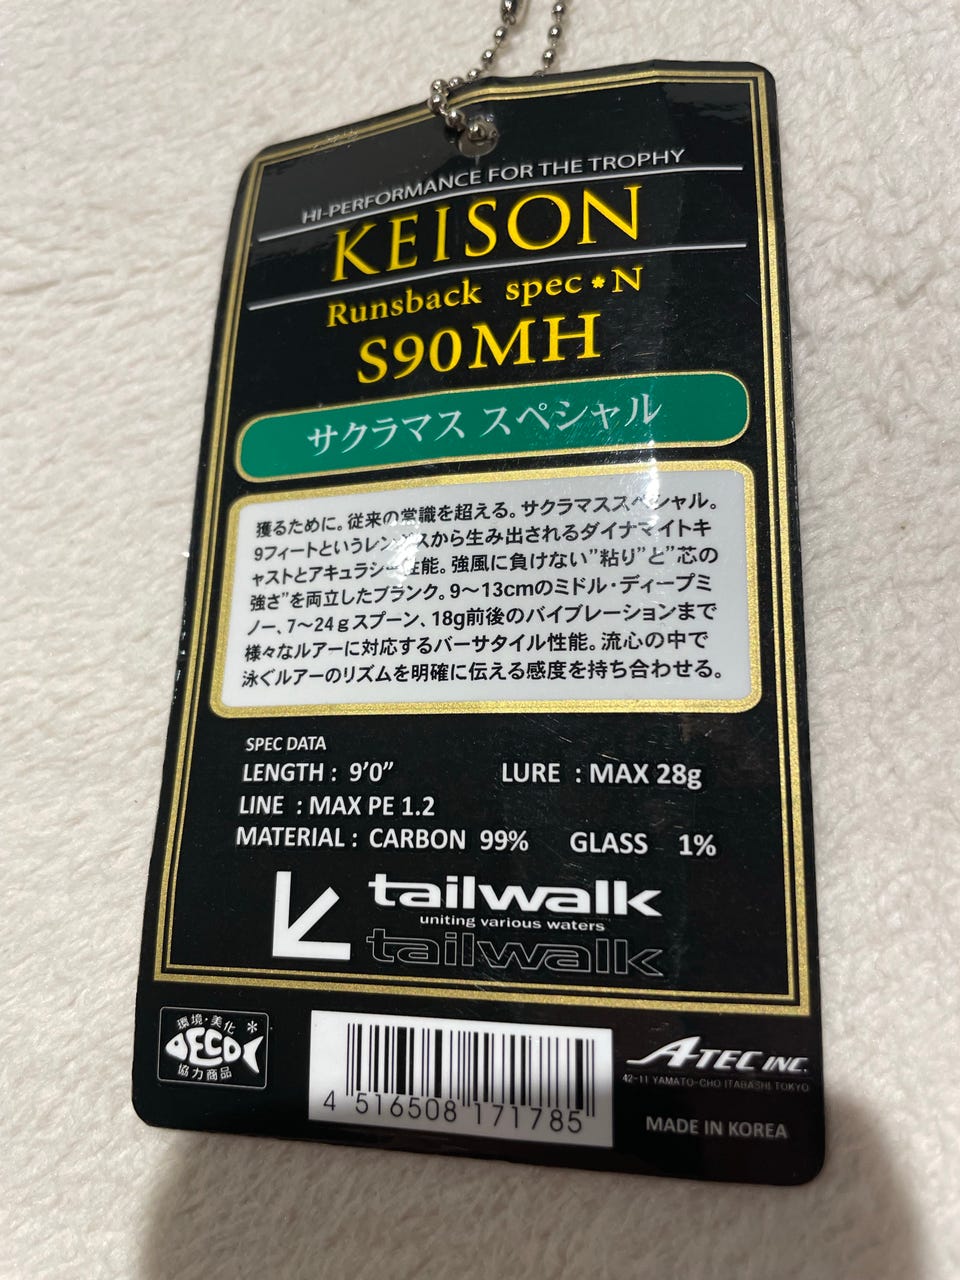 HI-PERFORMANCE FOR THE TROPHY
KEISON
Runsback spec*N
S90MH
サクラマス スペシャル
獲るために。従来の常識を超える。サクラマススペシャル。
9フィートというレングスから生み出されるダイナマイトキ
ャストとアキュラシー性能。強風に負けない"粘り"と"芯の
強さ"を両立したブランク。9〜13cmのミドル・ディープミ
ノー、7〜24gスプーン、18g前後のバイブレーションまで
様々なルアーに対応するバーサタイル性能。流心の中で
泳ぐルアーのリズムを明確に伝える感度を持ち合わせる。
SPEC DATA
LENGTH : 9'0" LURE : MAX 28g
LINE : MAX PE 1.2
MATERIAL : CARBON 99% GLASS 1%
tailwalk
uniting various waters
tailwalk
環境・美化*
DECO
協力商品
4 516508 171785
A-TEC INC.
42-11 YAMATO-CHO ITABASHI TOKYO
MADE IN KOREA